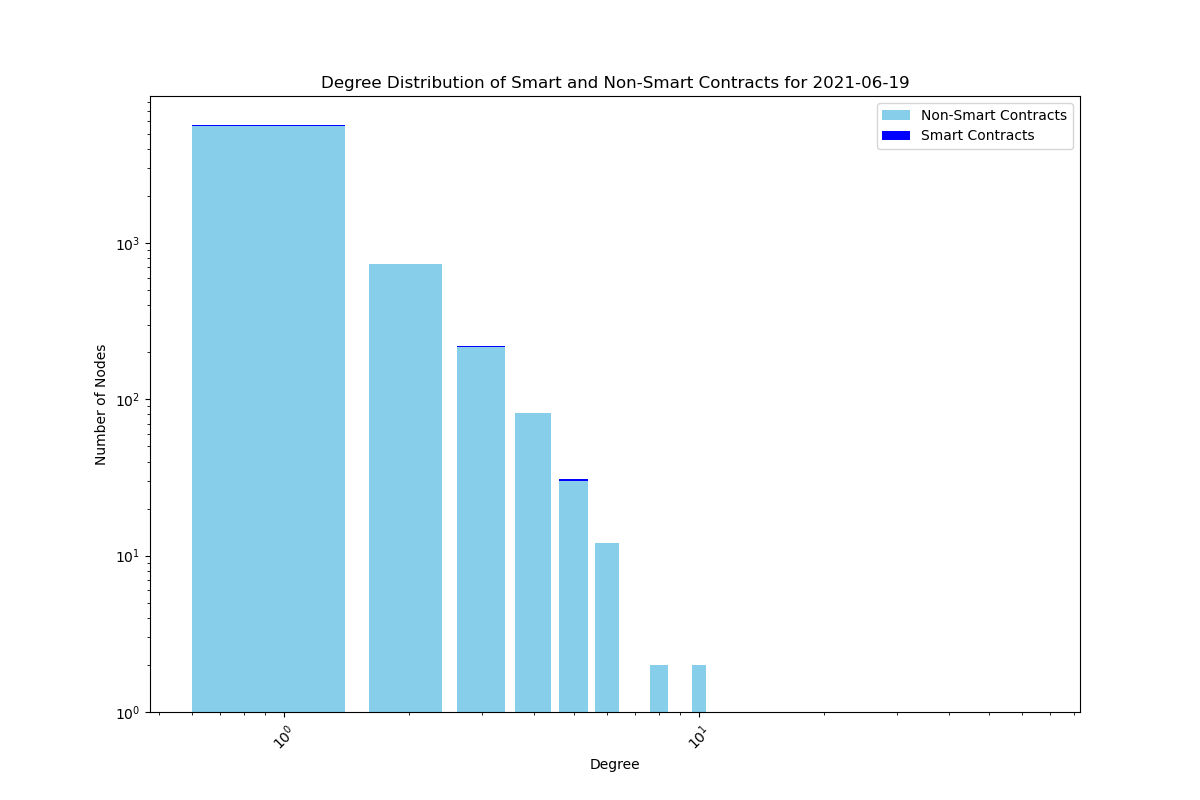 Degree Distribution of Smart and Non-Smart Contracts for 2021-06-19
Non-Smart Contracts
Smart Contracts
Number of Nodes
10³
10²
10¹
10⁰
10⁰
10¹
Degree